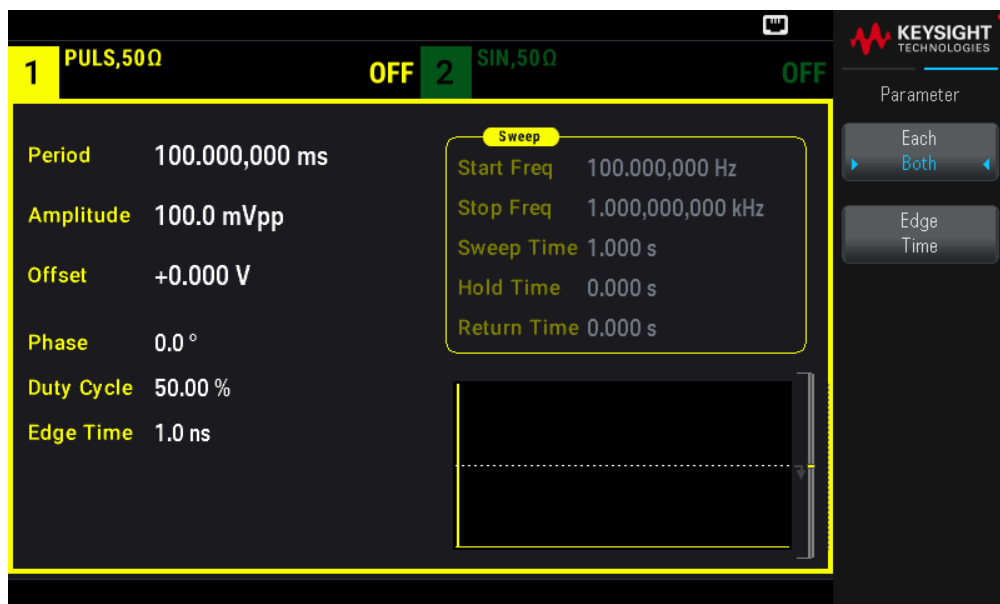 KEYSIGHT
TECHNOLOGIES
1 PULS,50Ω OFF
2 SIN,50Ω OFF
Parameter
Each
Both
Edge
Time
Period 100.000,000 ms
Amplitude 100.0 mVpp
Offset +0.000 V
Phase 0.0 °
Duty Cycle 50.00 %
Edge Time 1.0 ns
Sweep
Start Freq 100.000,000 Hz
Stop Freq 1.000,000,000 kHz
Sweep Time 1.000 s
Hold Time 0.000 s
Return Time 0.000 s